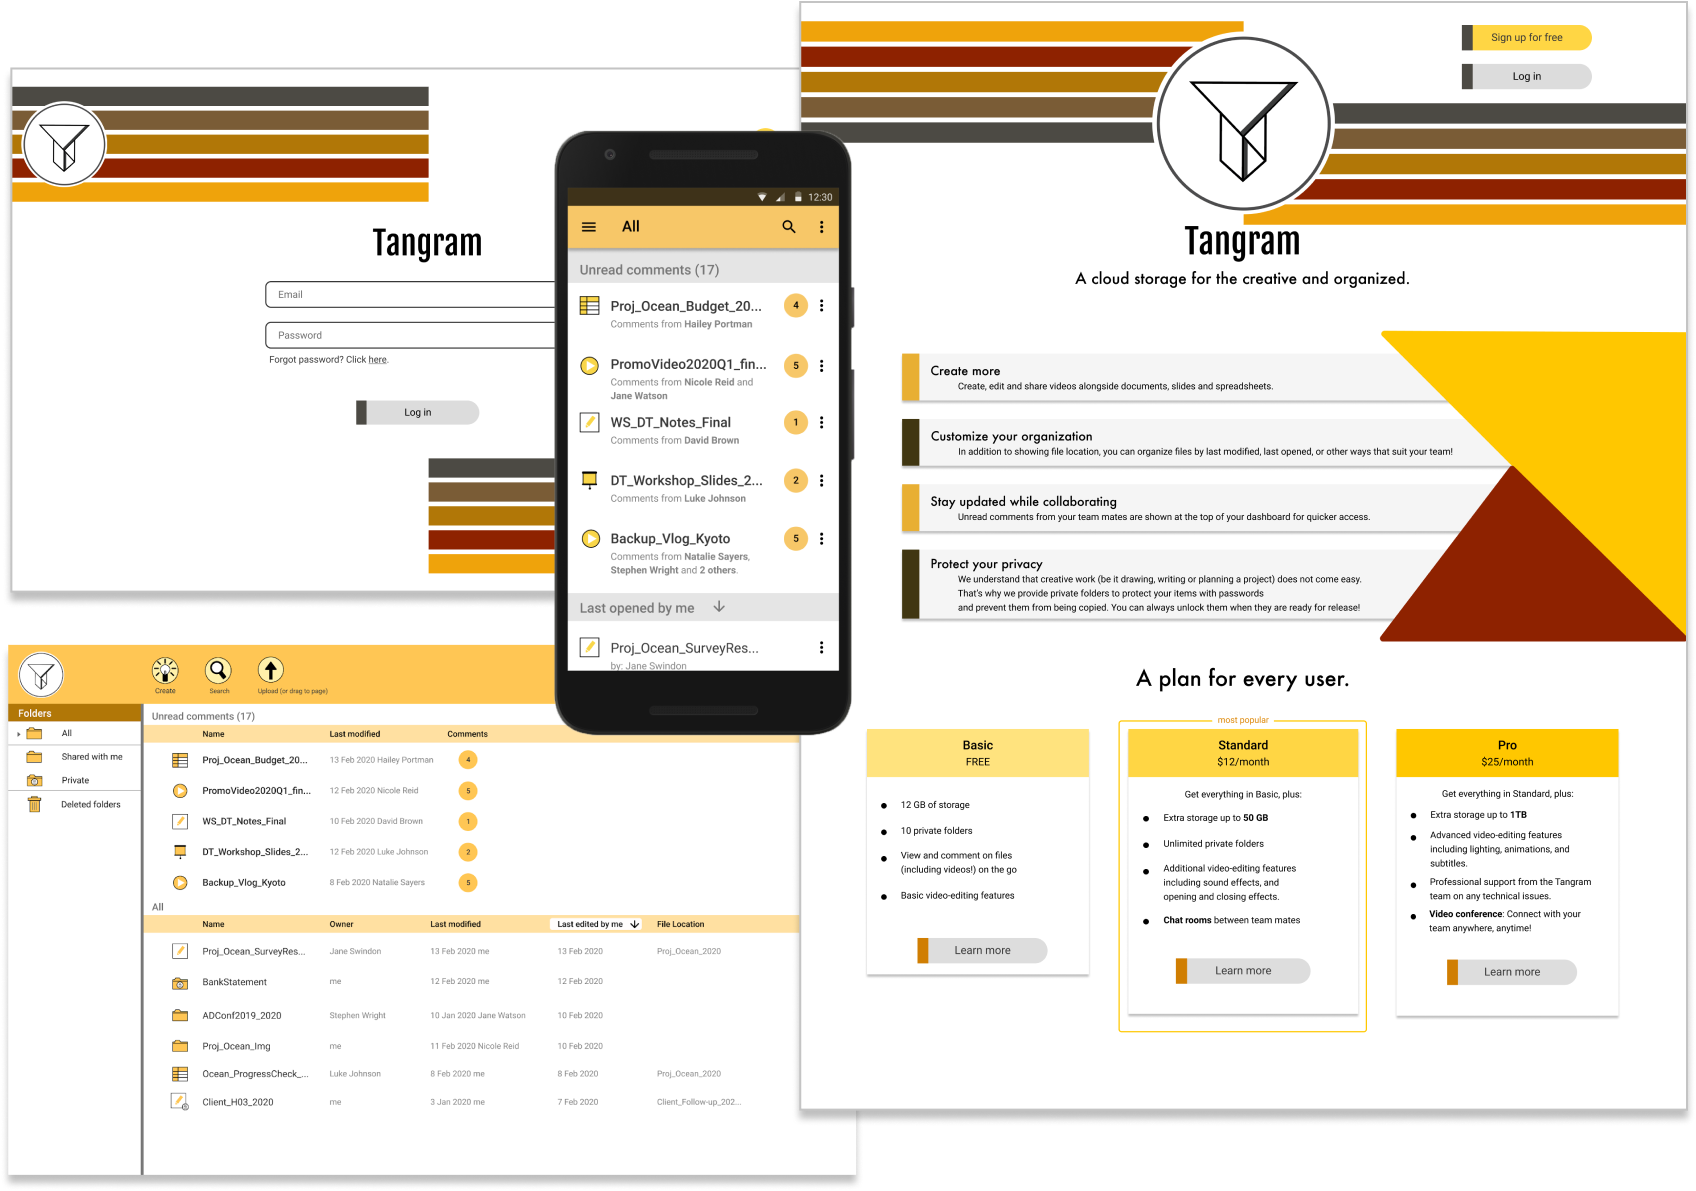 Tangram
Email
Password
Forgot password? Click here.
Log in
12:30
All
Unread comments (17)
Proj_Ocean_Budget_20...
4
Comments from Hailey Portman
PromoVideo2020Q1_fin...
5
Comments from Nicole Reid and
Jane Watson
WS_DT_Notes_Final
1
Comments from David Brown
DT_Workshop_Slides_2...
2
Comments from Luke Johnson
Backup_Vlog_Kyoto
5
Comments from Natalie Sayers,
Stephen Wright and 2 others.
Last opened by me
Proj_Ocean_SurveyRes...
by: Jane Swindon
Sign up for free
Log in
Tangram
A cloud storage for the creative and organized.
Create more
Create, edit and share videos alongside documents, slides and spreadsheets.
Customize your organization
In addition to showing file location, you can organize files by last modified, last opened, or other ways that suit your team!
Stay updated while collaborating
Unread comments from your team mates are shown at the top of your dashboard for quicker access.
Protect your privacy
We understand that creative work (be it drawing, writing or planning a project) does not come easy.
That's why we provide private folders to protect your items with passwords
and prevent them from being copied. You can always unlock them when they are ready for release!
A plan for every user.
Basic
FREE
12 GB of storage
10 private folders
View and comment on files
(including videos!) on the go
Basic video-editing features
Learn more
most popular
Standard
$12/month
Get everything in Basic, plus:
Extra storage up to 50 GB
Unlimited private folders
Additional video-editing features
including sound effects, and
opening and closing effects.
Chat rooms between team mates
Learn more
Pro
$25/month
Get everything in Standard, plus:
Extra storage up to 1TB
Advanced video-editing features
including lighting, animations, and
subtitles.
Professional support from the Tangram
team on any technical issues.
Video conference: Connect with your
team anywhere, anytime!
Learn more
Create
Search
Upload (or drag to page)
Folders
All
Shared with me
Private
Deleted folders
Unread comments (17)
Name Last modified Comments
Proj_Ocean_Budget_20... 13 Feb 2020 Hailey Portman 4
PromoVideo2020Q1_fin... 12 Feb 2020 Nicole Reid 5
WS_DT_Notes_Final 10 Feb 2020 David Brown 1
DT_Workshop_Slides_2... 12 Feb 2020 Luke Johnson 2
Backup_Vlog_Kyoto 8 Feb 2020 Natalie Sayers 5
All
Name Owner Last modified Last edited by me File Location
Proj_Ocean_SurveyRes... Jane Swindon 13 Feb 2020 me 13 Feb 2020 Proj_Ocean_2020
BankStatement me 12 Feb 2020 me 12 Feb 2020
ADConf2019_2020 Stephen Wright 10 Jan 2020 Jane Watson 10 Feb 2020
Proj_Ocean_Img me 11 Feb 2020 Nicole Reid 10 Feb 2020
Ocean_ProgressCheck_... Luke Johnson 8 Feb 2020 me 8 Feb 2020 Proj_Ocean_2020
Client_H03_2020 me 3 Jan 2020 me 7 Feb 2020 Client_Follow-up_202...